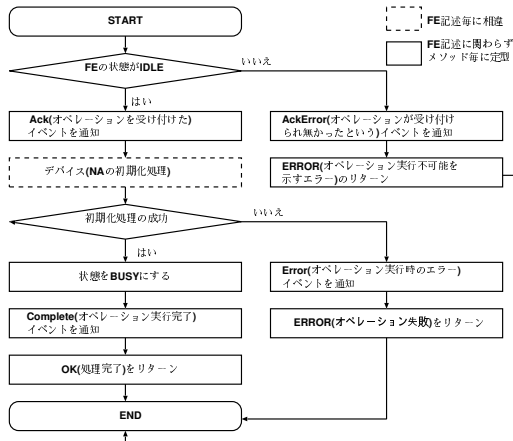 START
FE記述毎に相違
FE記述に関わらず
メソッド毎に定型
FEの状態がIDLE
いいえ
はい
Ack(オペレーションを受け付けた)
イベントを通知
AckError(オペレーションが受け付け
られ無かったという)イベントを通知
デバイス(NAの初期化処理)
ERROR(オペレーション実行不可能を
示すエラー)のリターン
初期化処理の成功
いいえ
はい
状態をBUSYにする
Error(オペレーション実行時のエラー)
イベントを通知
Complete(オペレーション実行完了)
イベントを通知
ERROR(オペレーション失敗)をリターン
OK(処理完了)をリターン
END